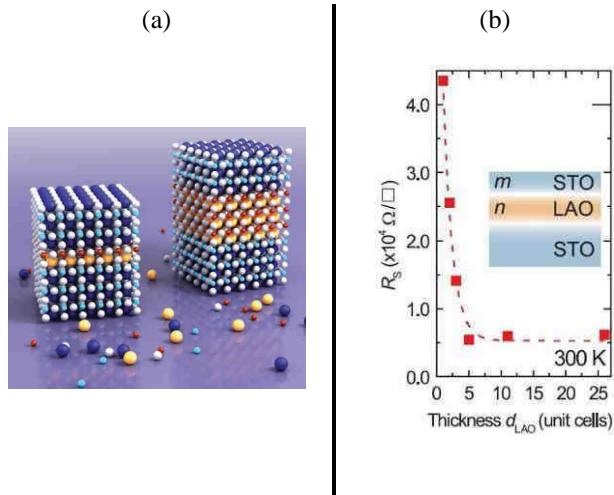 (a)
(b)
4.0
3.0
2.0
1.0
0.0
R_S (x10^4 Ω/□)
m STO
n LAO
STO
300 K
0 5 10 15 20 25
Thickness d_LAO (unit cells)